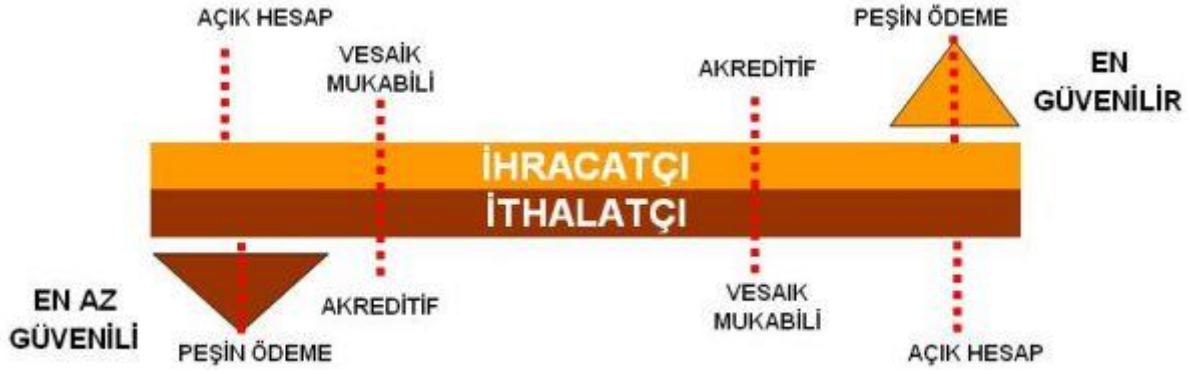 AÇIK HESAP
VESAİK
MUKABİLİ
AKREDİTİF
PEŞİN ÖDEME
EN
GÜVENİLİR
İHRACATÇI
İTHALATÇI
EN AZ
GÜVENİLİ
PEŞİN ÖDEME
AKREDİTİF
VESAIK
MUKABİLİ
AÇIK HESAP